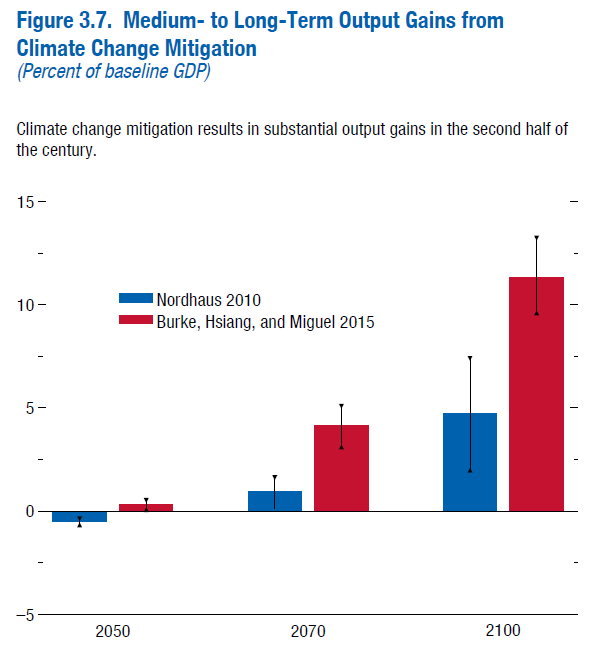 Figure 3.7. Medium- to Long-Term Output Gains from
Climate Change Mitigation
(Percent of baseline GDP)
Climate change mitigation results in substantial output gains in the second half of
the century.
15
10
5
0
–5
Nordhaus 2010
Burke, Hsiang, and Miguel 2015
2050
2070
2100